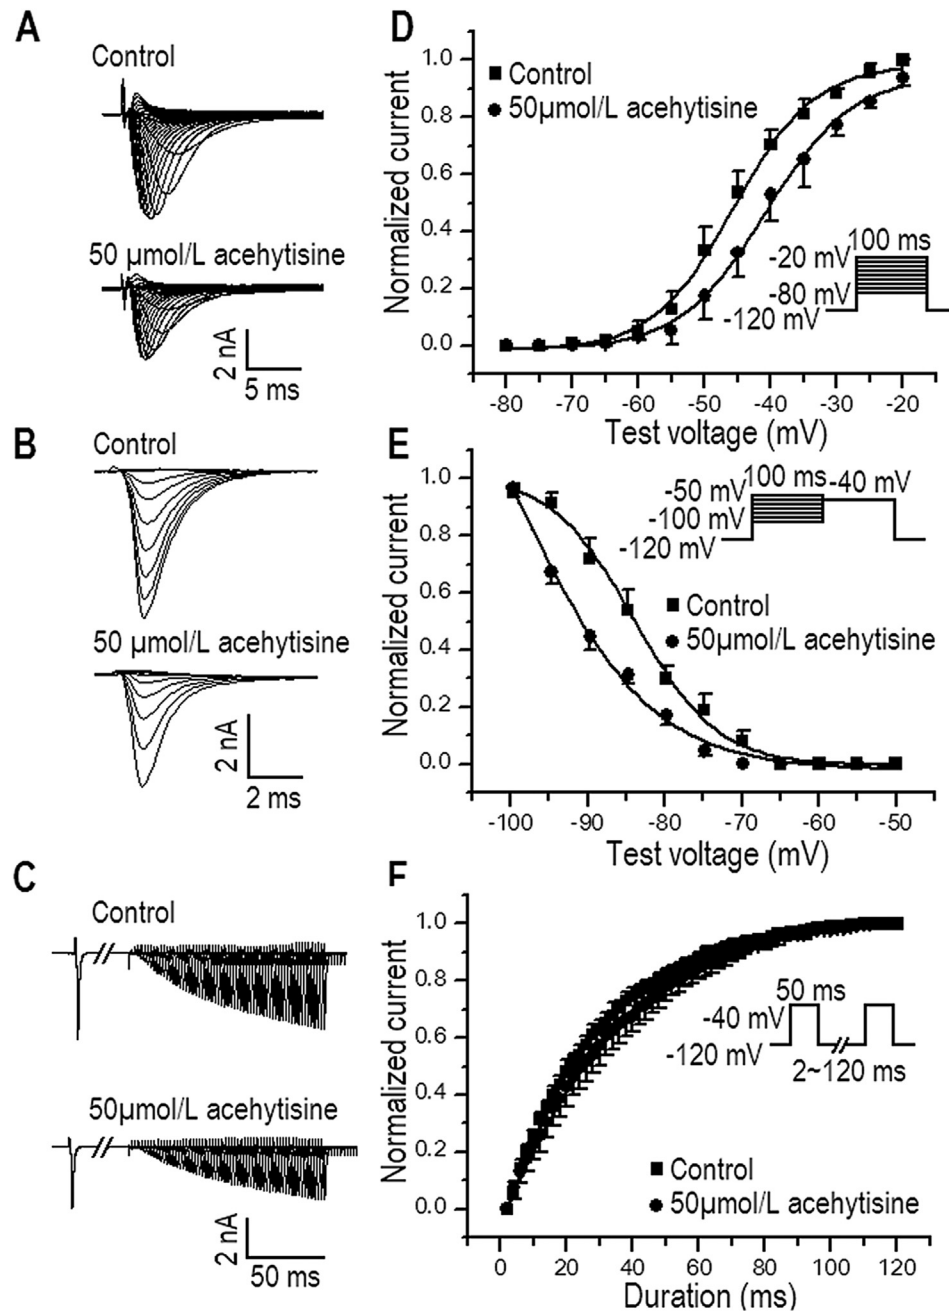 A
Control
50 μmol/L acehytisine
2 nA
5 ms
D
Normalized current
1.0
0.8
0.6
0.4
0.2
0.0
Control
50μmol/L acehytisine
100 ms
-20 mV
-80 mV
-120 mV
-80 -70 -60 -50 -40 -30 -20
Test voltage (mV)
B
Control
50 μmol/L acehytisine
2 nA
2 ms
E
Normalized current
1.0
0.8
0.6
0.4
0.2
0.0
100 ms
-50 mV -40 mV
-100 mV
-120 mV
Control
50μmol/L acehytisine
-100 -90 -80 -70 -60 -50
Test voltage (mV)
C
Control
50μmol/L acehytisine
2 nA
50 ms
F
Normalized current
1.0
0.8
0.6
0.4
0.2
0.0
50 ms
-40 mV
-120 mV
2~120 ms
Control
50μmol/L acehytisine
0 20 40 60 80 100 120
Duration (ms)